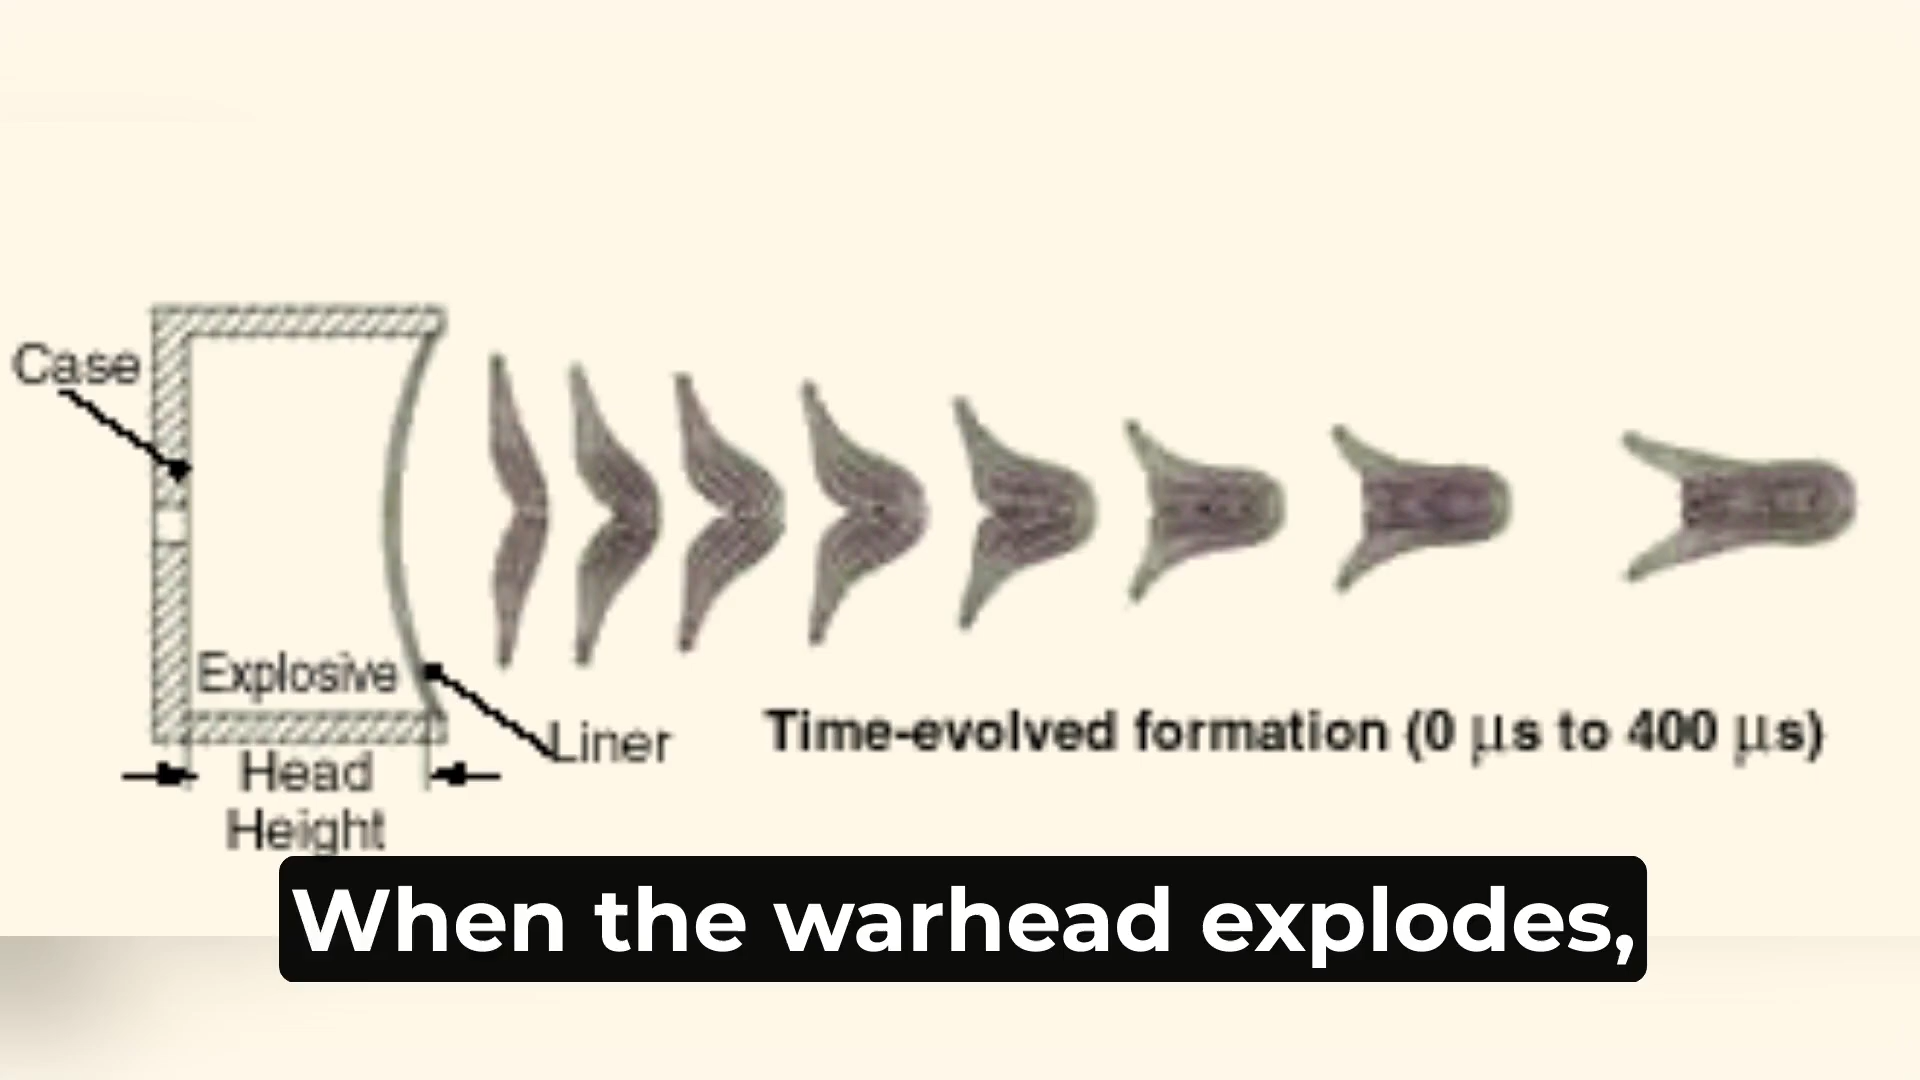 Case
Explosive
Liner
Head
Height
Time-evolved formation (0 µs to 400 µs)
When the warhead explodes,